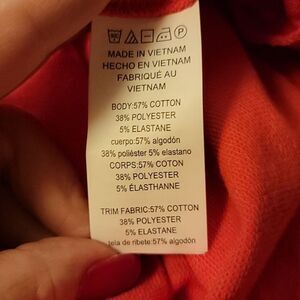 MADE IN VIETNAM
HECHO EN VIETNAM
FABRIQUÉ AU
VIETNAM
BODY:57% COTTON
38% POLYESTER
5% ELASTANE
cuerpo:57% algodón
38% poliéster 5% elastano
CORPS:57% COTON
38% POLYESTER
5% ÉLASTHANNE
TRIM FABRIC:57% COTTON
38% POLYESTER
5% ELASTANE
tela de ribete:57% algodón